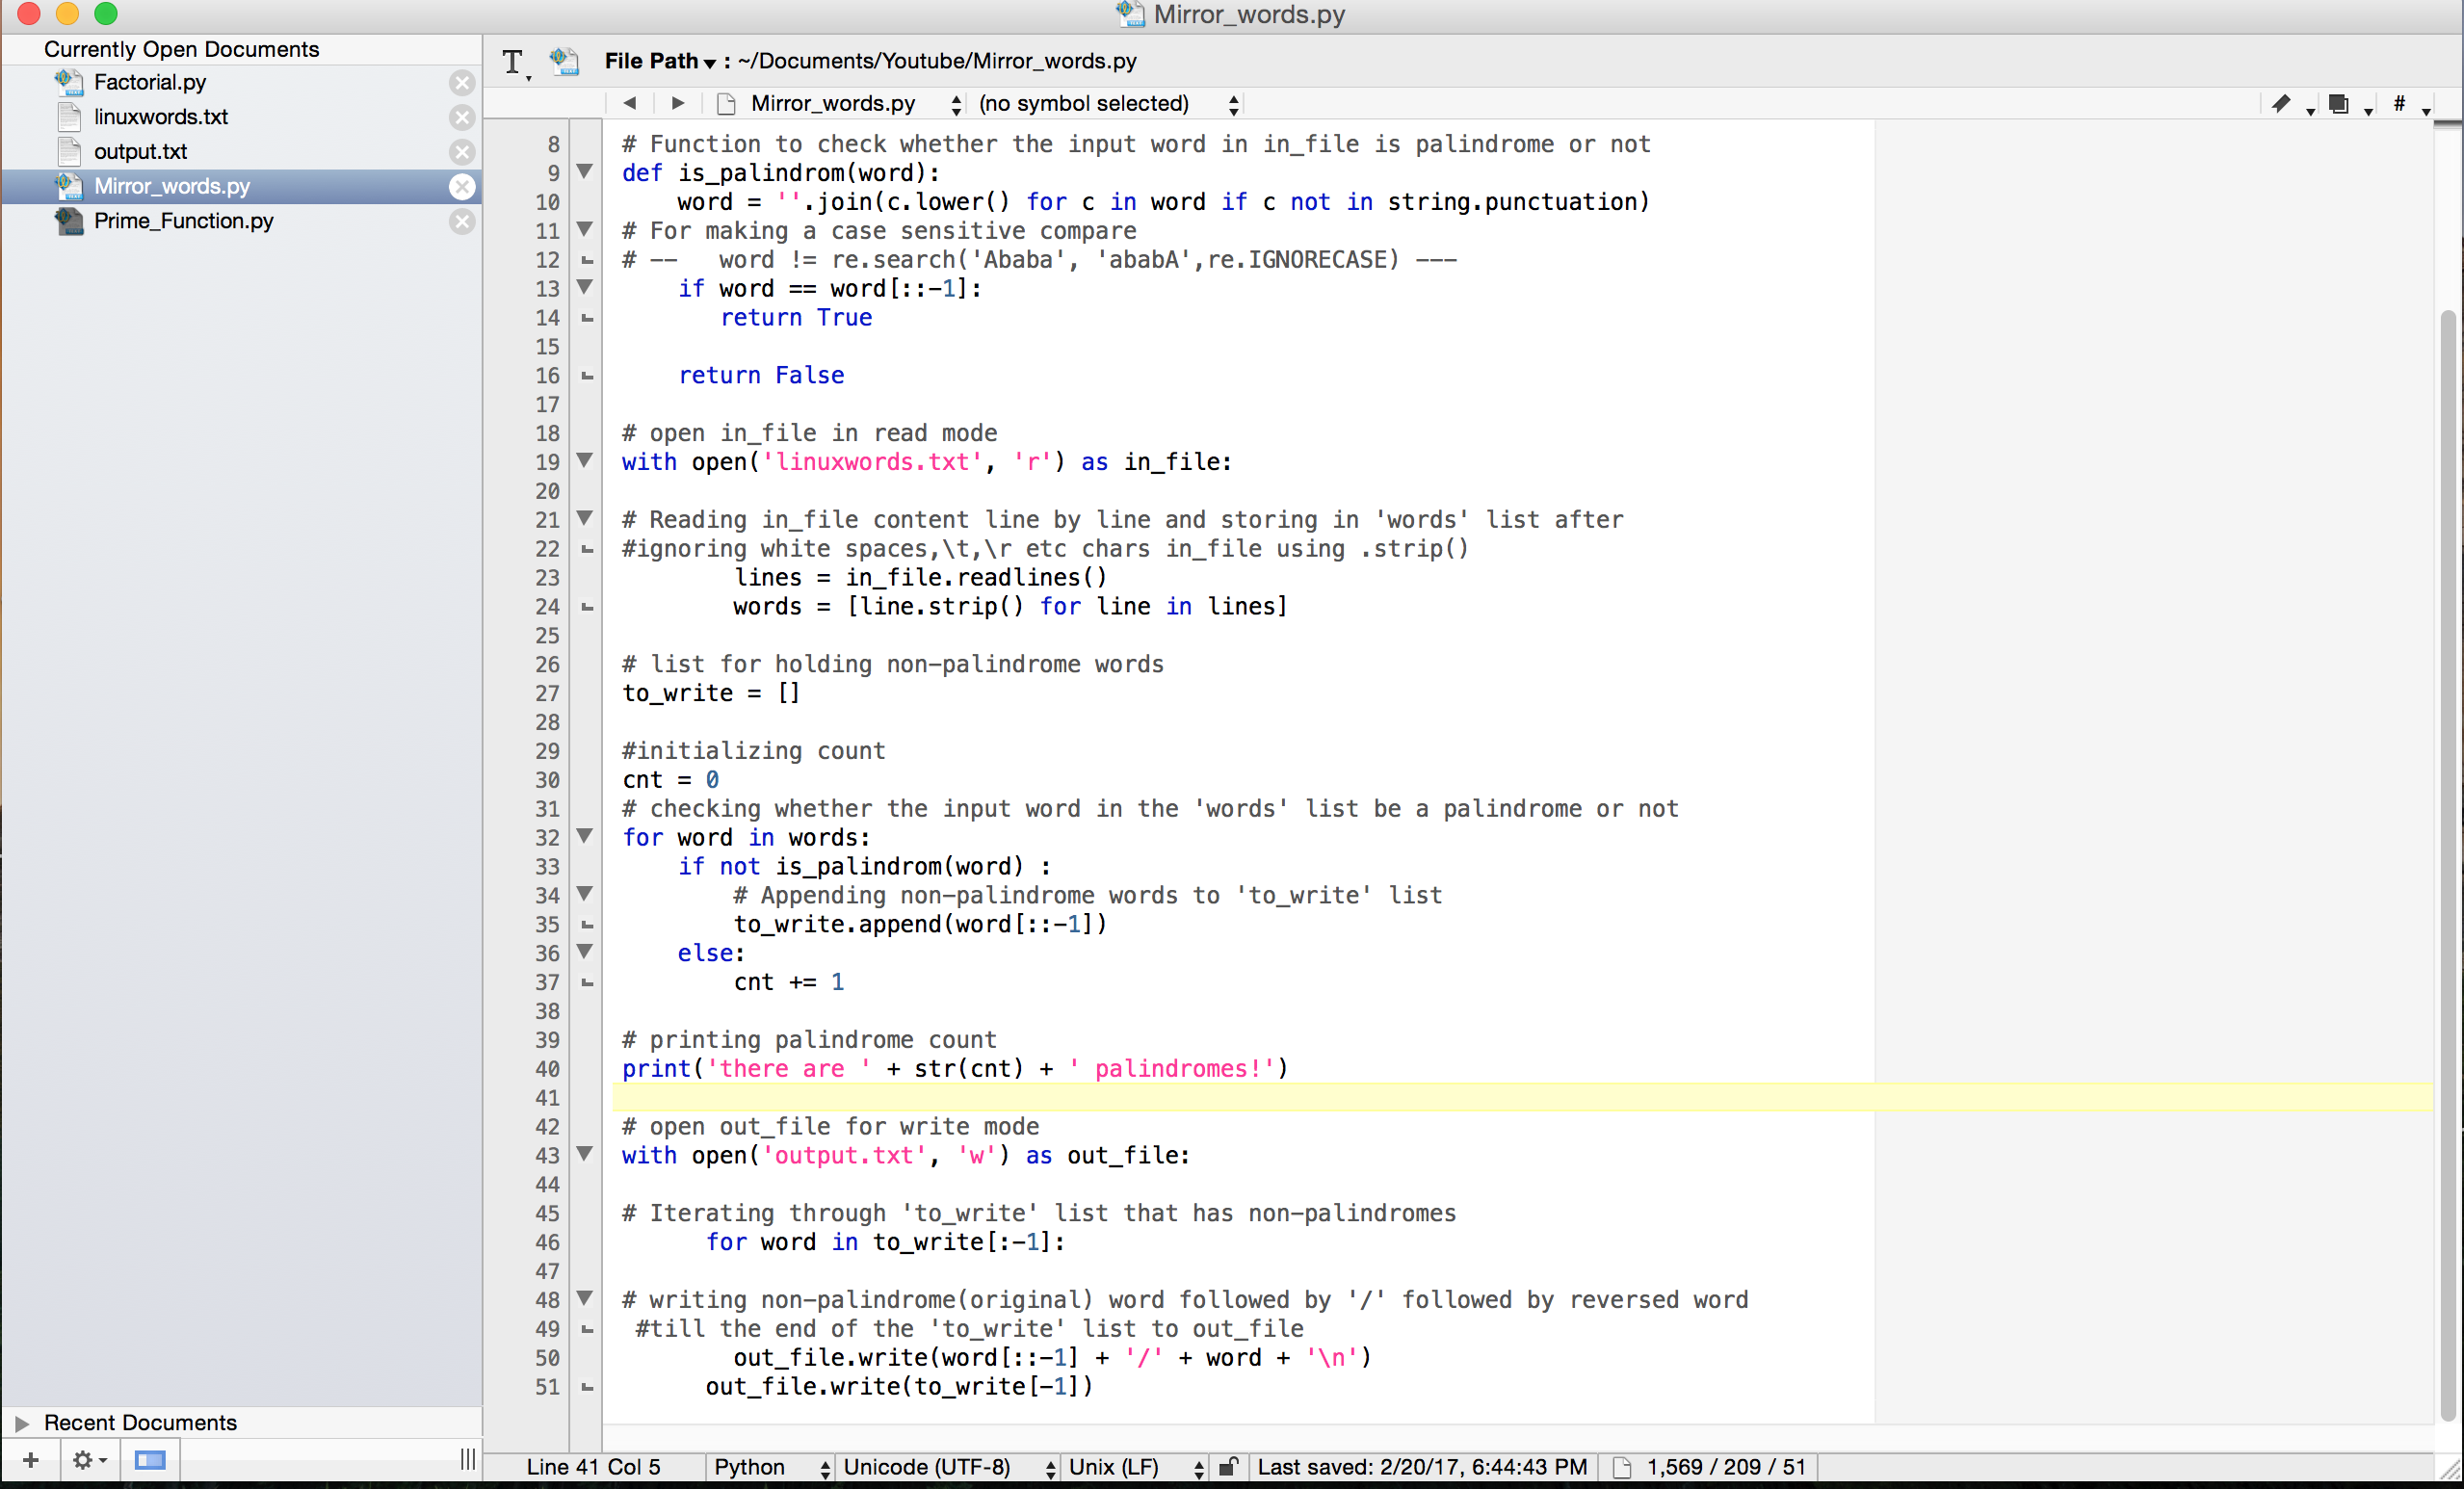 Mirror_words.py
Currently Open Documents
Factorial.py
linuxwords.txt
output.txt
Mirror_words.py
Prime_Function.py
T File Path : ~/Documents/Youtube/Mirror_words.py
Mirror_words.py (no symbol selected) #
8 # Function to check whether the input word in in_file is palindrome or not
9 def is_palindrom(word):
10     word = ''.join(c.lower() for c in word if c not in string.punctuation)
11 # For making a case sensitive compare
12 # --   word != re.search('Ababa', 'ababA',re.IGNORECASE) ---
13     if word == word[::-1]:
14        return True
15
16     return False
17
18 # open in_file in read mode
19 with open('linuxwords.txt', 'r') as in_file:
20
21 # Reading in_file content line by line and storing in 'words' list after
22 #ignoring white spaces,\t,\r etc chars in_file using .strip()
23         lines = in_file.readlines()
24         words = [line.strip() for line in lines]
25
26 # list for holding non-palindrome words
27 to_write = []
28
29 #initializing count
30 cnt = 0
31 # checking whether the input word in the 'words' list be a palindrome or not
32 for word in words:
33     if not is_palindrom(word) :
34         # Appending non-palindrome words to 'to_write' list
35         to_write.append(word[::-1])
36     else:
37         cnt += 1
38
39 # printing palindrome count
40 print('there are ' + str(cnt) + ' palindromes!')
41
42 # open out_file for write mode
43 with open('output.txt', 'w') as out_file:
44
45 # Iterating through 'to_write' list that has non-palindromes
46       for word in to_write[:-1]:
47
48 # writing non-palindrome(original) word followed by '/' followed by reversed word
49  #till the end of the 'to_write' list to out_file
50         out_file.write(word[::-1] + '/' + word + '\n')
51       out_file.write(to_write[-1])
Recent Documents
Line 41 Col 5 Python Unicode (UTF-8) Unix (LF) Last saved: 2/20/17, 6:44:43 PM 1,569 / 209 / 51